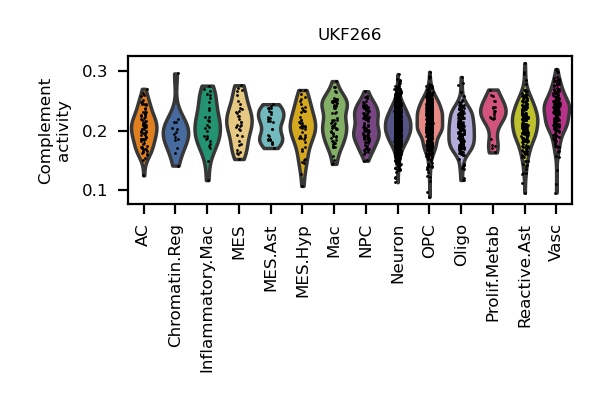 UKF266
Complement
activity
0.3
0.2
0.1
AC
Chromatin.Reg
Inflammatory.Mac
MES
MES.Ast
MES.Hyp
Mac
NPC
Neuron
OPC
Oligo
Prolif.Metab
Reactive.Ast
Vasc